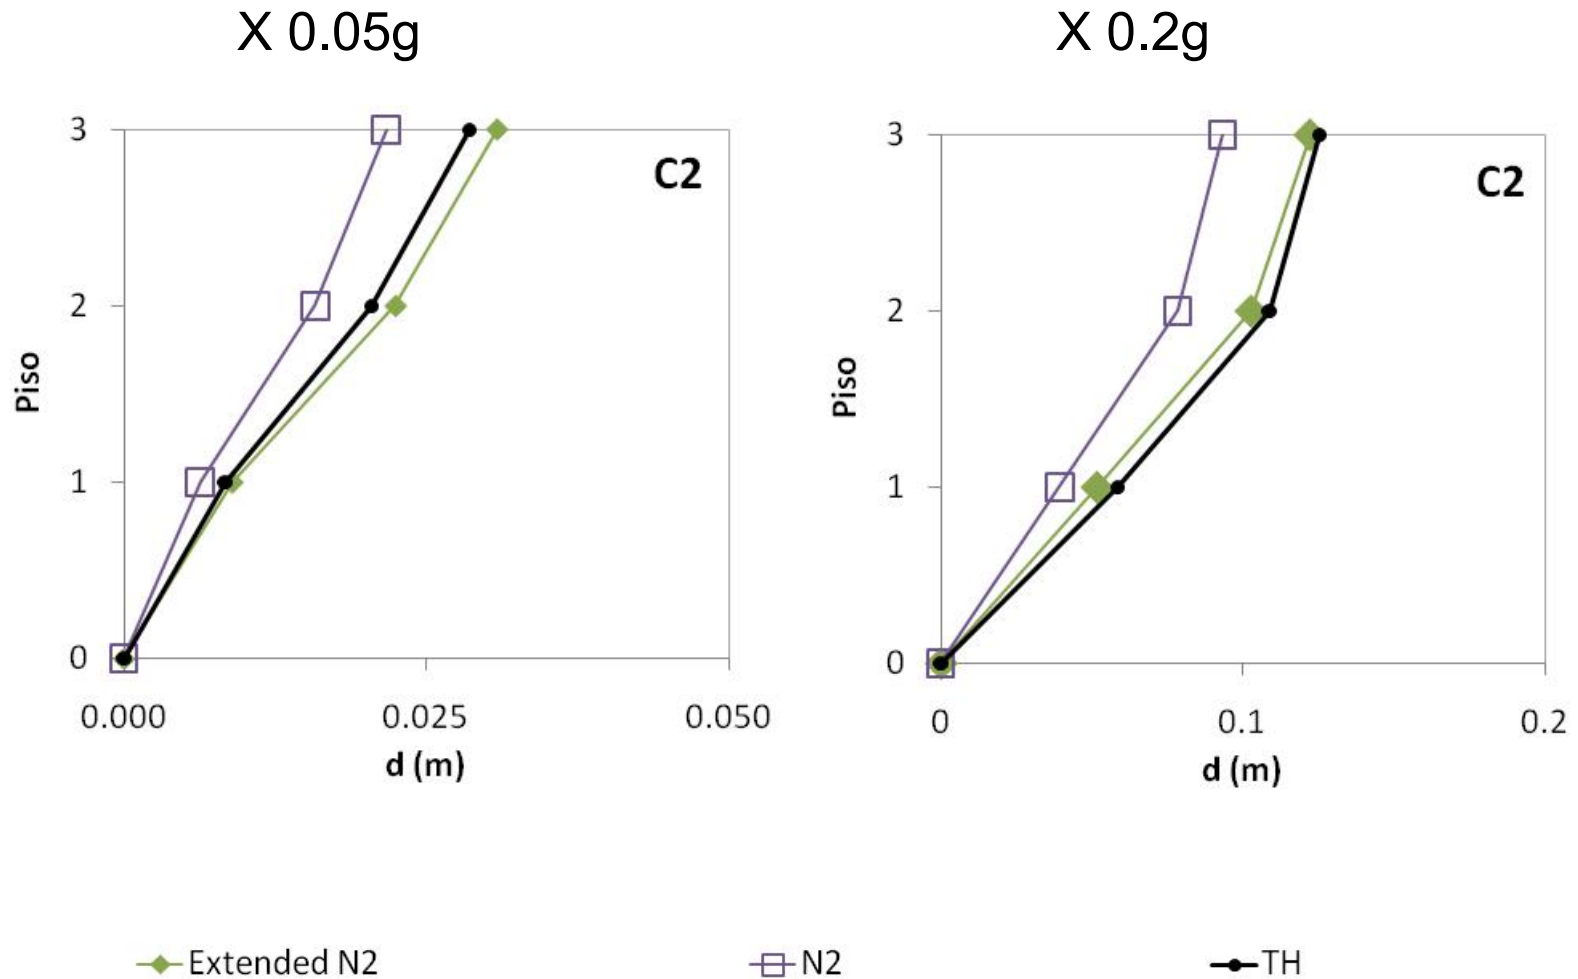 X 0.05g
X 0.2g
3
C2
2
Piso
1
0
0.000 0.025 0.050
d (m)
3
C2
2
Piso
1
0
0 0.1 0.2
d (m)
Extended N2 N2 TH